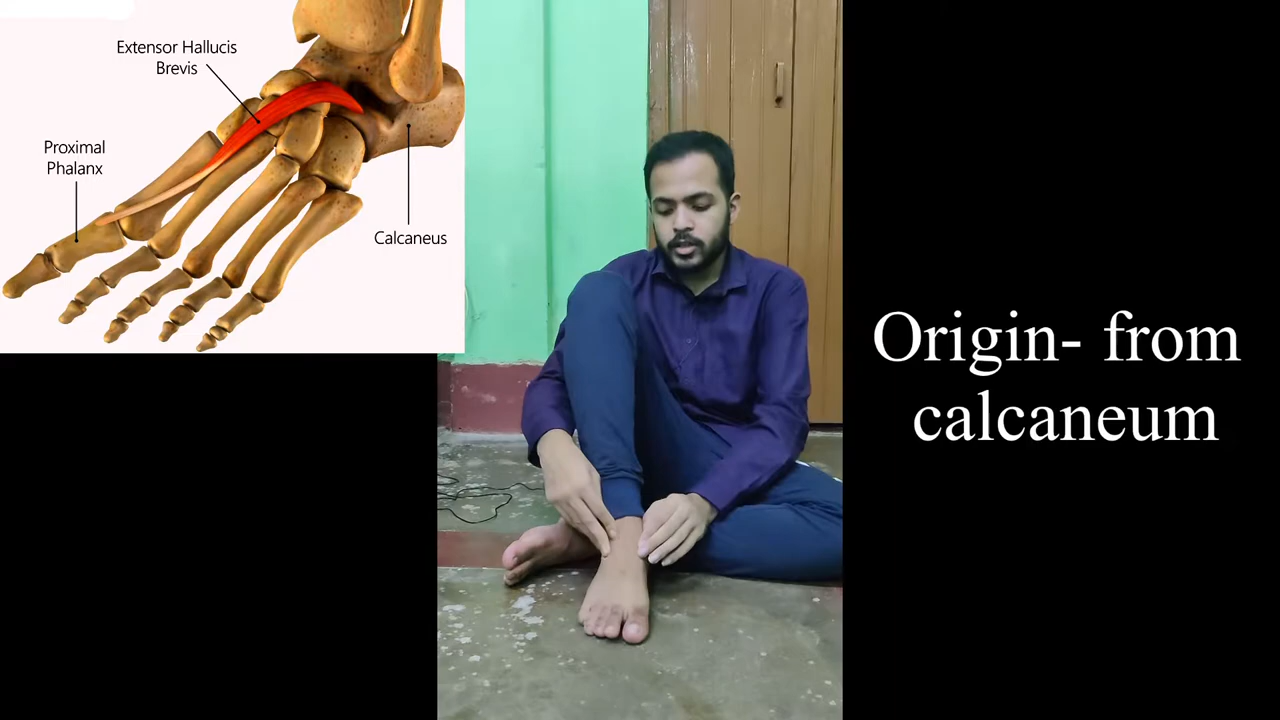 Extensor Hallucis
Brevis
Proximal
Phalanx
Calcaneus
Origin- from
calcaneum